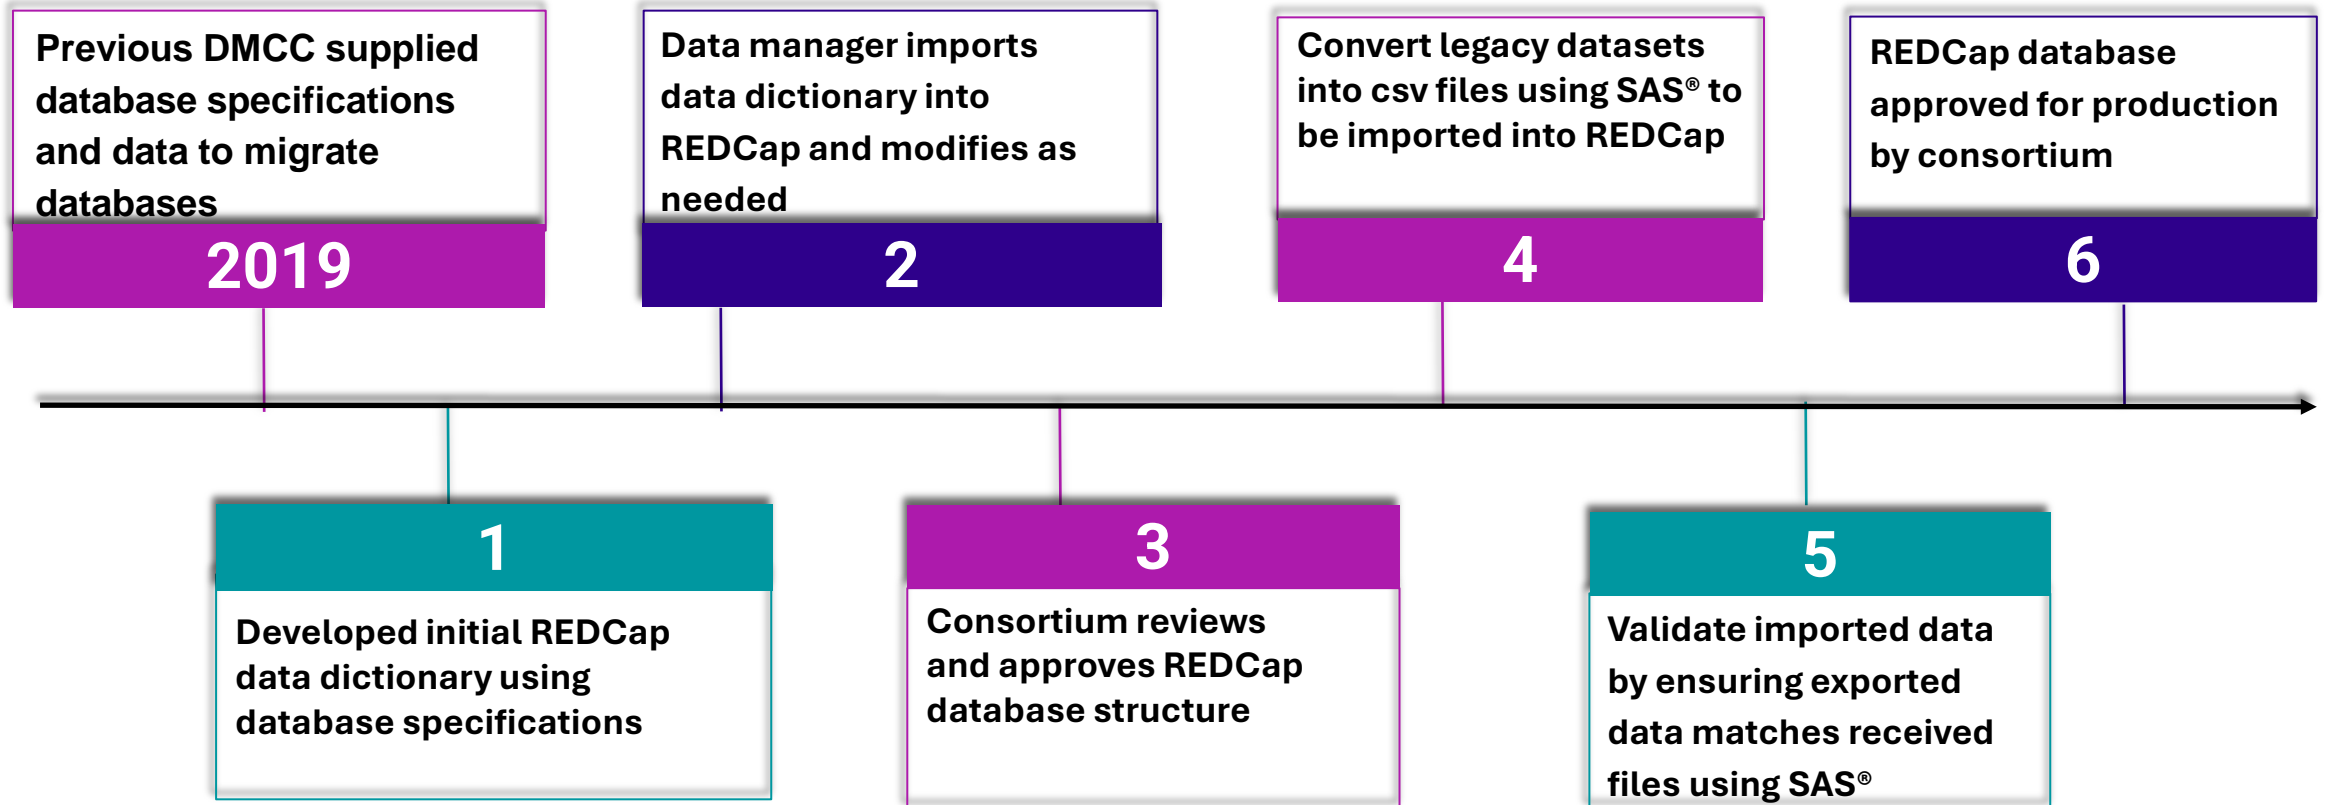 Previous DMCC supplied
database specifications
and data to migrate
databases
2019
1
Developed initial REDCap
data dictionary using
database specifications
Data manager imports
data dictionary into
REDCap and modifies as
needed
2
3
Consortium reviews
and approves REDCap
database structure
Convert legacy datasets
into csv files using SAS® to
be imported into REDCap
4
5
Validate imported data
by ensuring exported
data matches received
files using SAS®
REDCap database
approved for production
by consortium
6